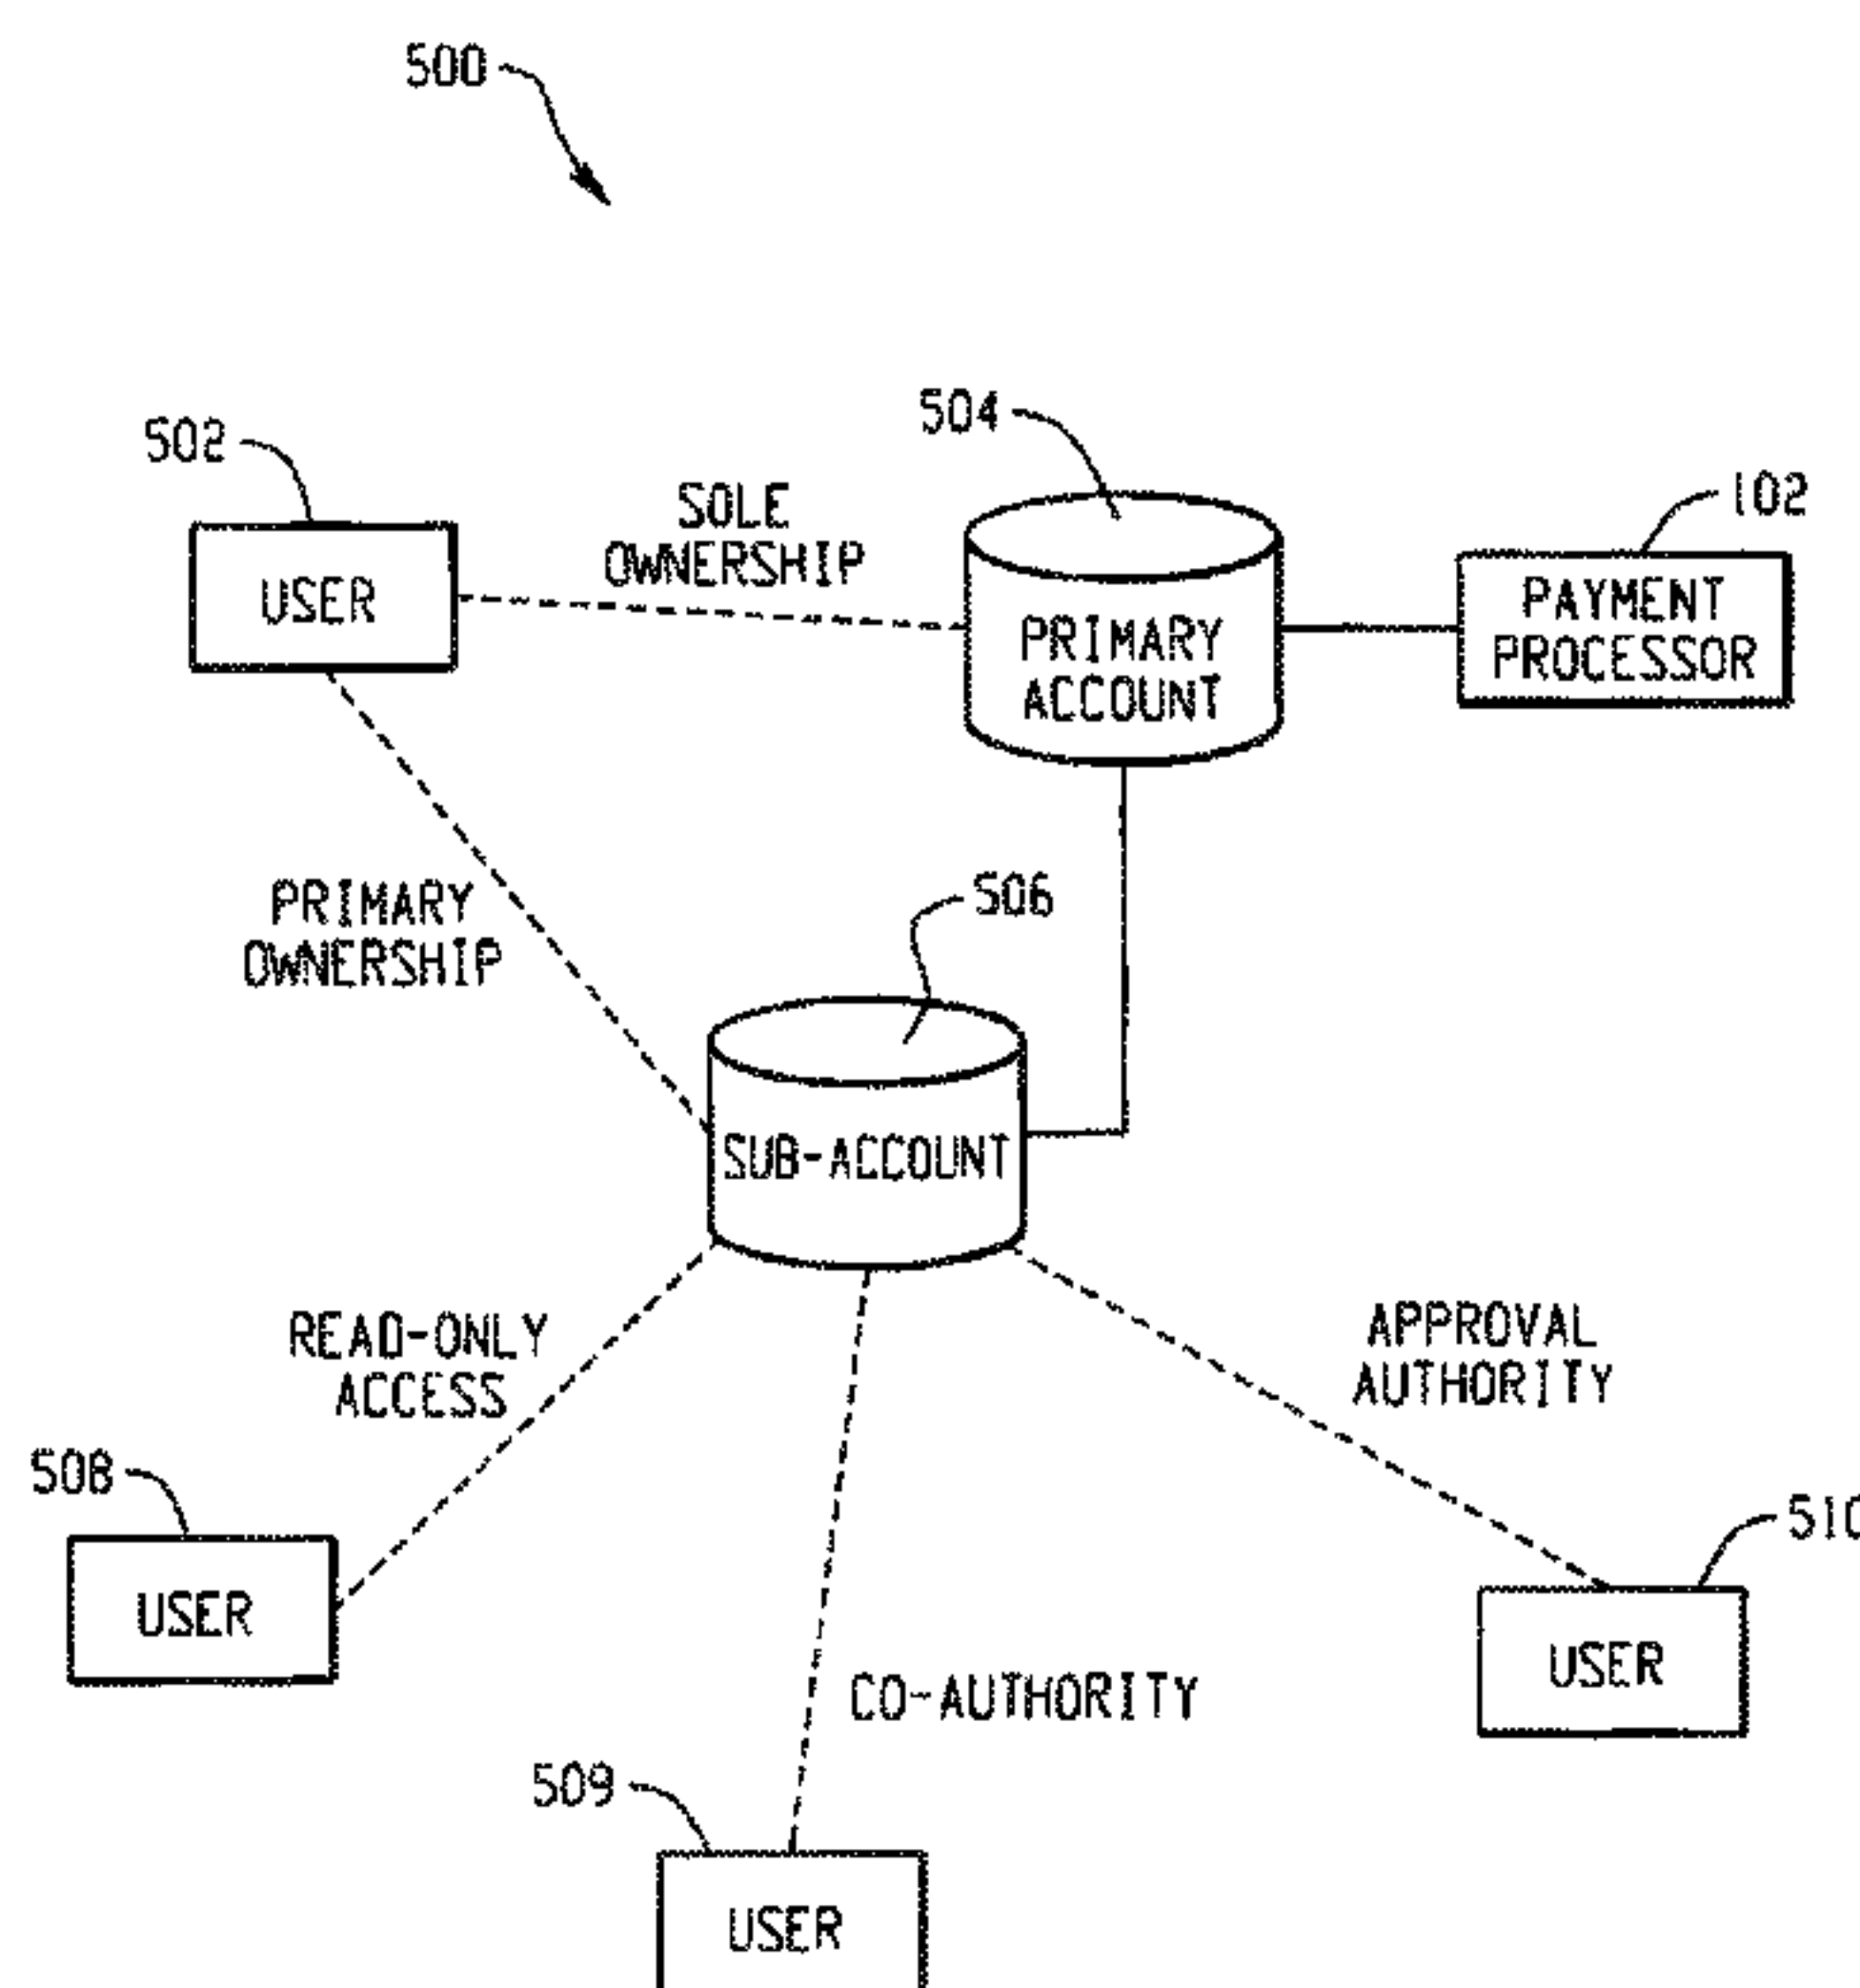 500
502
504
102
SOLE
OWNERSHIP
USER
PAYMENT
PROCESSOR
PRIMARY
ACCOUNT
506
PRIMARY
OWNERSHIP
SUB-ACCOUNT
READ-ONLY
ACCESS
APPROVAL
AUTHORITY
508
510
USER
USER
CO-AUTHORITY
509
USER